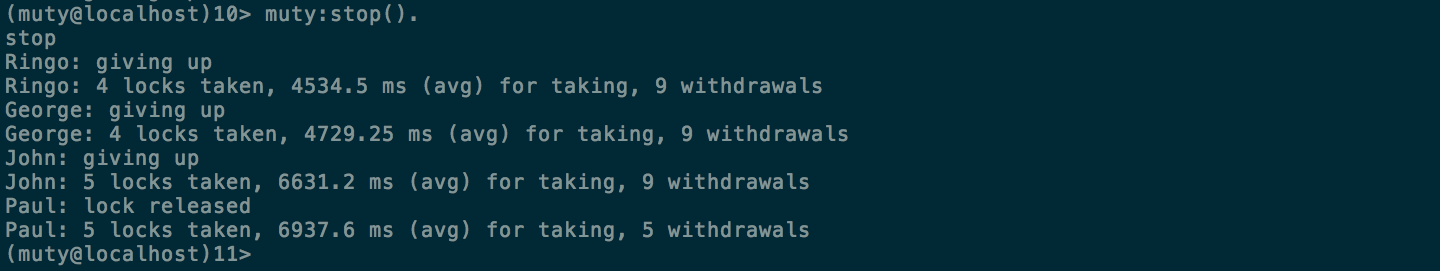 (muty@localhost)10> muty:stop().
stop
Ringo: giving up
Ringo: 4 locks taken, 4534.5 ms (avg) for taking, 9 withdrawals
George: giving up
George: 4 locks taken, 4729.25 ms (avg) for taking, 9 withdrawals
John: giving up
John: 5 locks taken, 6631.2 ms (avg) for taking, 9 withdrawals
Paul: lock released
Paul: 5 locks taken, 6937.6 ms (avg) for taking, 5 withdrawals
(muty@localhost)11>